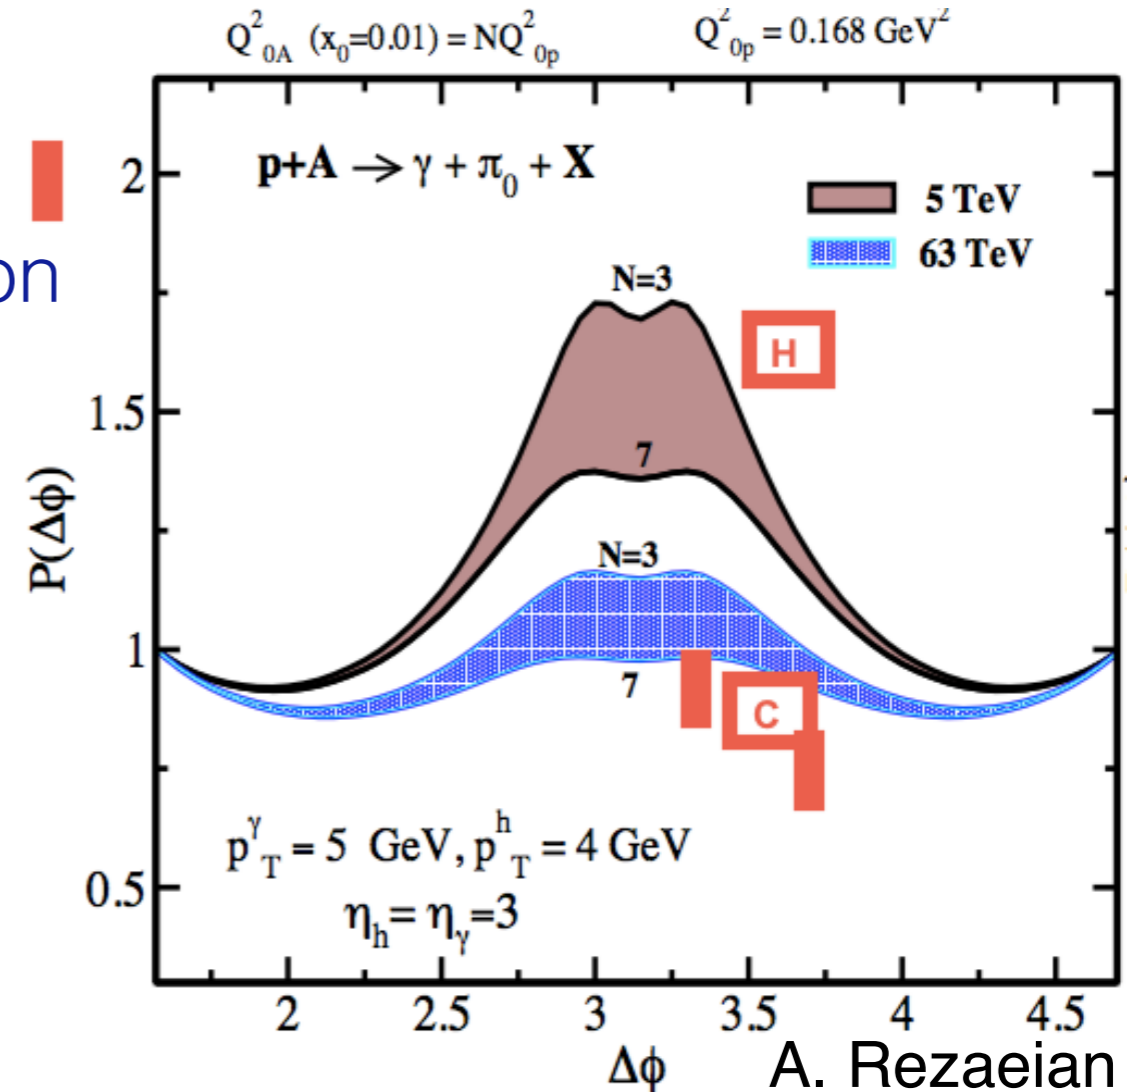 Q²₀A (x₀=0.01) = NQ²₀p
Q²₀p = 0.168 GeV²
p+A → γ + π₀ + X
5 TeV
63 TeV
on
N=3
H
7
N=3
7
C
P(Δϕ)
2
1.5
1
0.5
pᵞT = 5 GeV, pʰT = 4 GeV
ηh= ηγ=3
2 2.5 3 3.5 4 4.5
Δϕ
A. Rezaeian